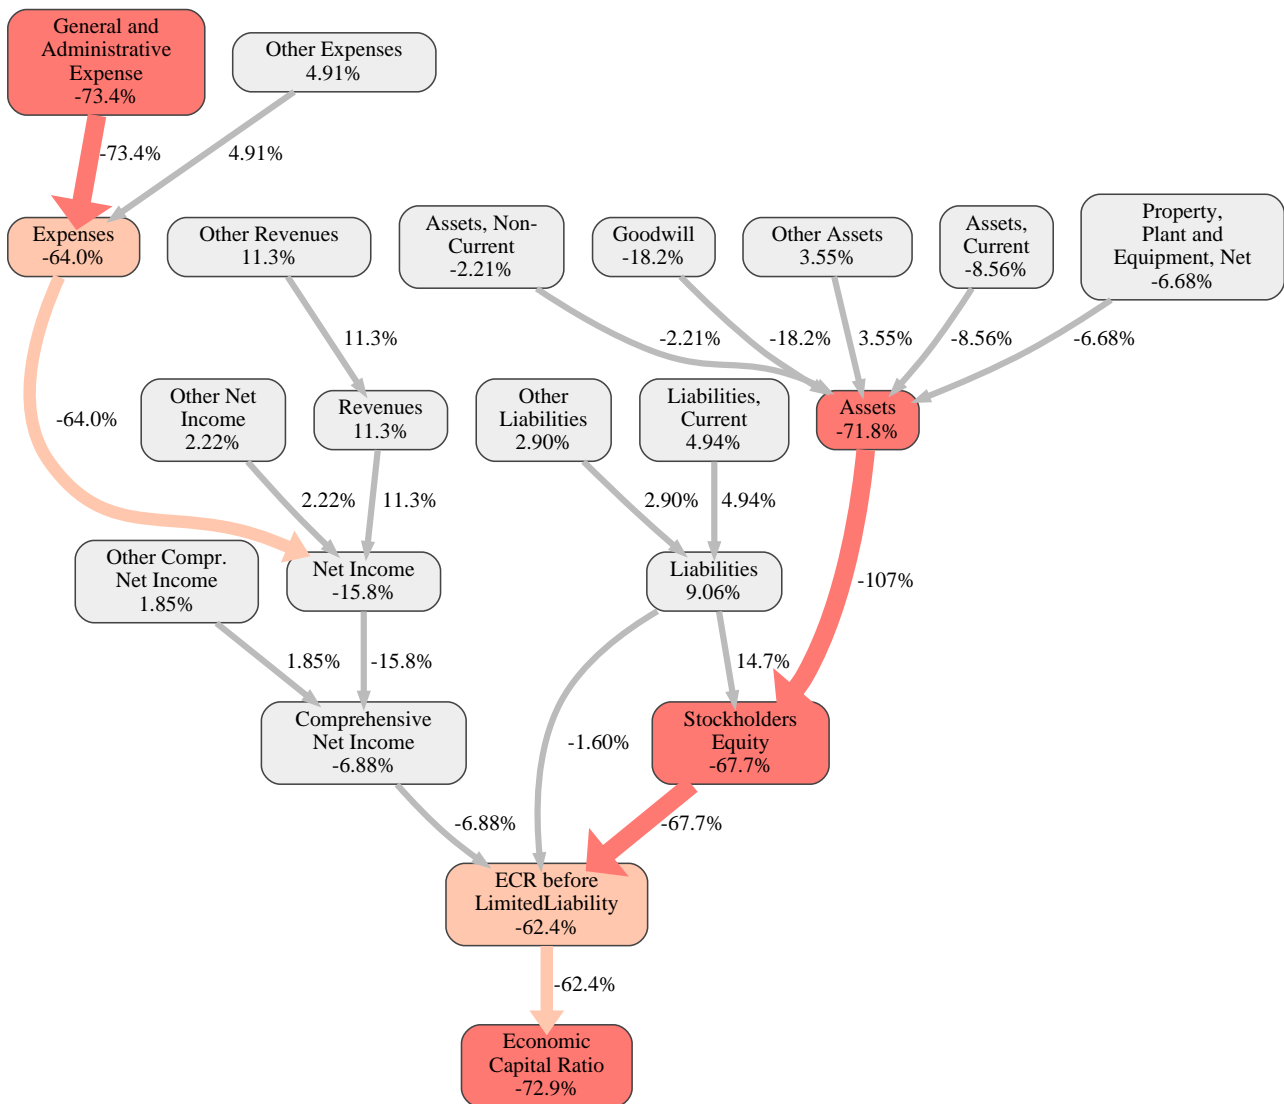 General and
Administrative
Expense
-73.4%
Other Expenses
4.91%
-73.4%
4.91%
Expenses
-64.0%
Other Revenues
11.3%
Assets, Non-
Current
-2.21%
Goodwill
-18.2%
Other Assets
3.55%
Assets,
Current
-8.56%
Property,
Plant and
Equipment, Net
-6.68%
11.3%
-2.21%
-18.2%
3.55%
-8.56%
-6.68%
-64.0%
Other Net
Income
2.22%
Revenues
11.3%
Other
Liabilities
2.90%
Liabilities,
Current
4.94%
Assets
-71.8%
2.22%
11.3%
2.90%
4.94%
Other Compr.
Net Income
1.85%
Net Income
-15.8%
Liabilities
9.06%
-107%
1.85%
-15.8%
14.7%
Comprehensive
Net Income
-6.88%
-1.60%
Stockholders
Equity
-67.7%
-6.88%
-67.7%
ECR before
LimitedLiability
-62.4%
-62.4%
Economic
Capital Ratio
-72.9%